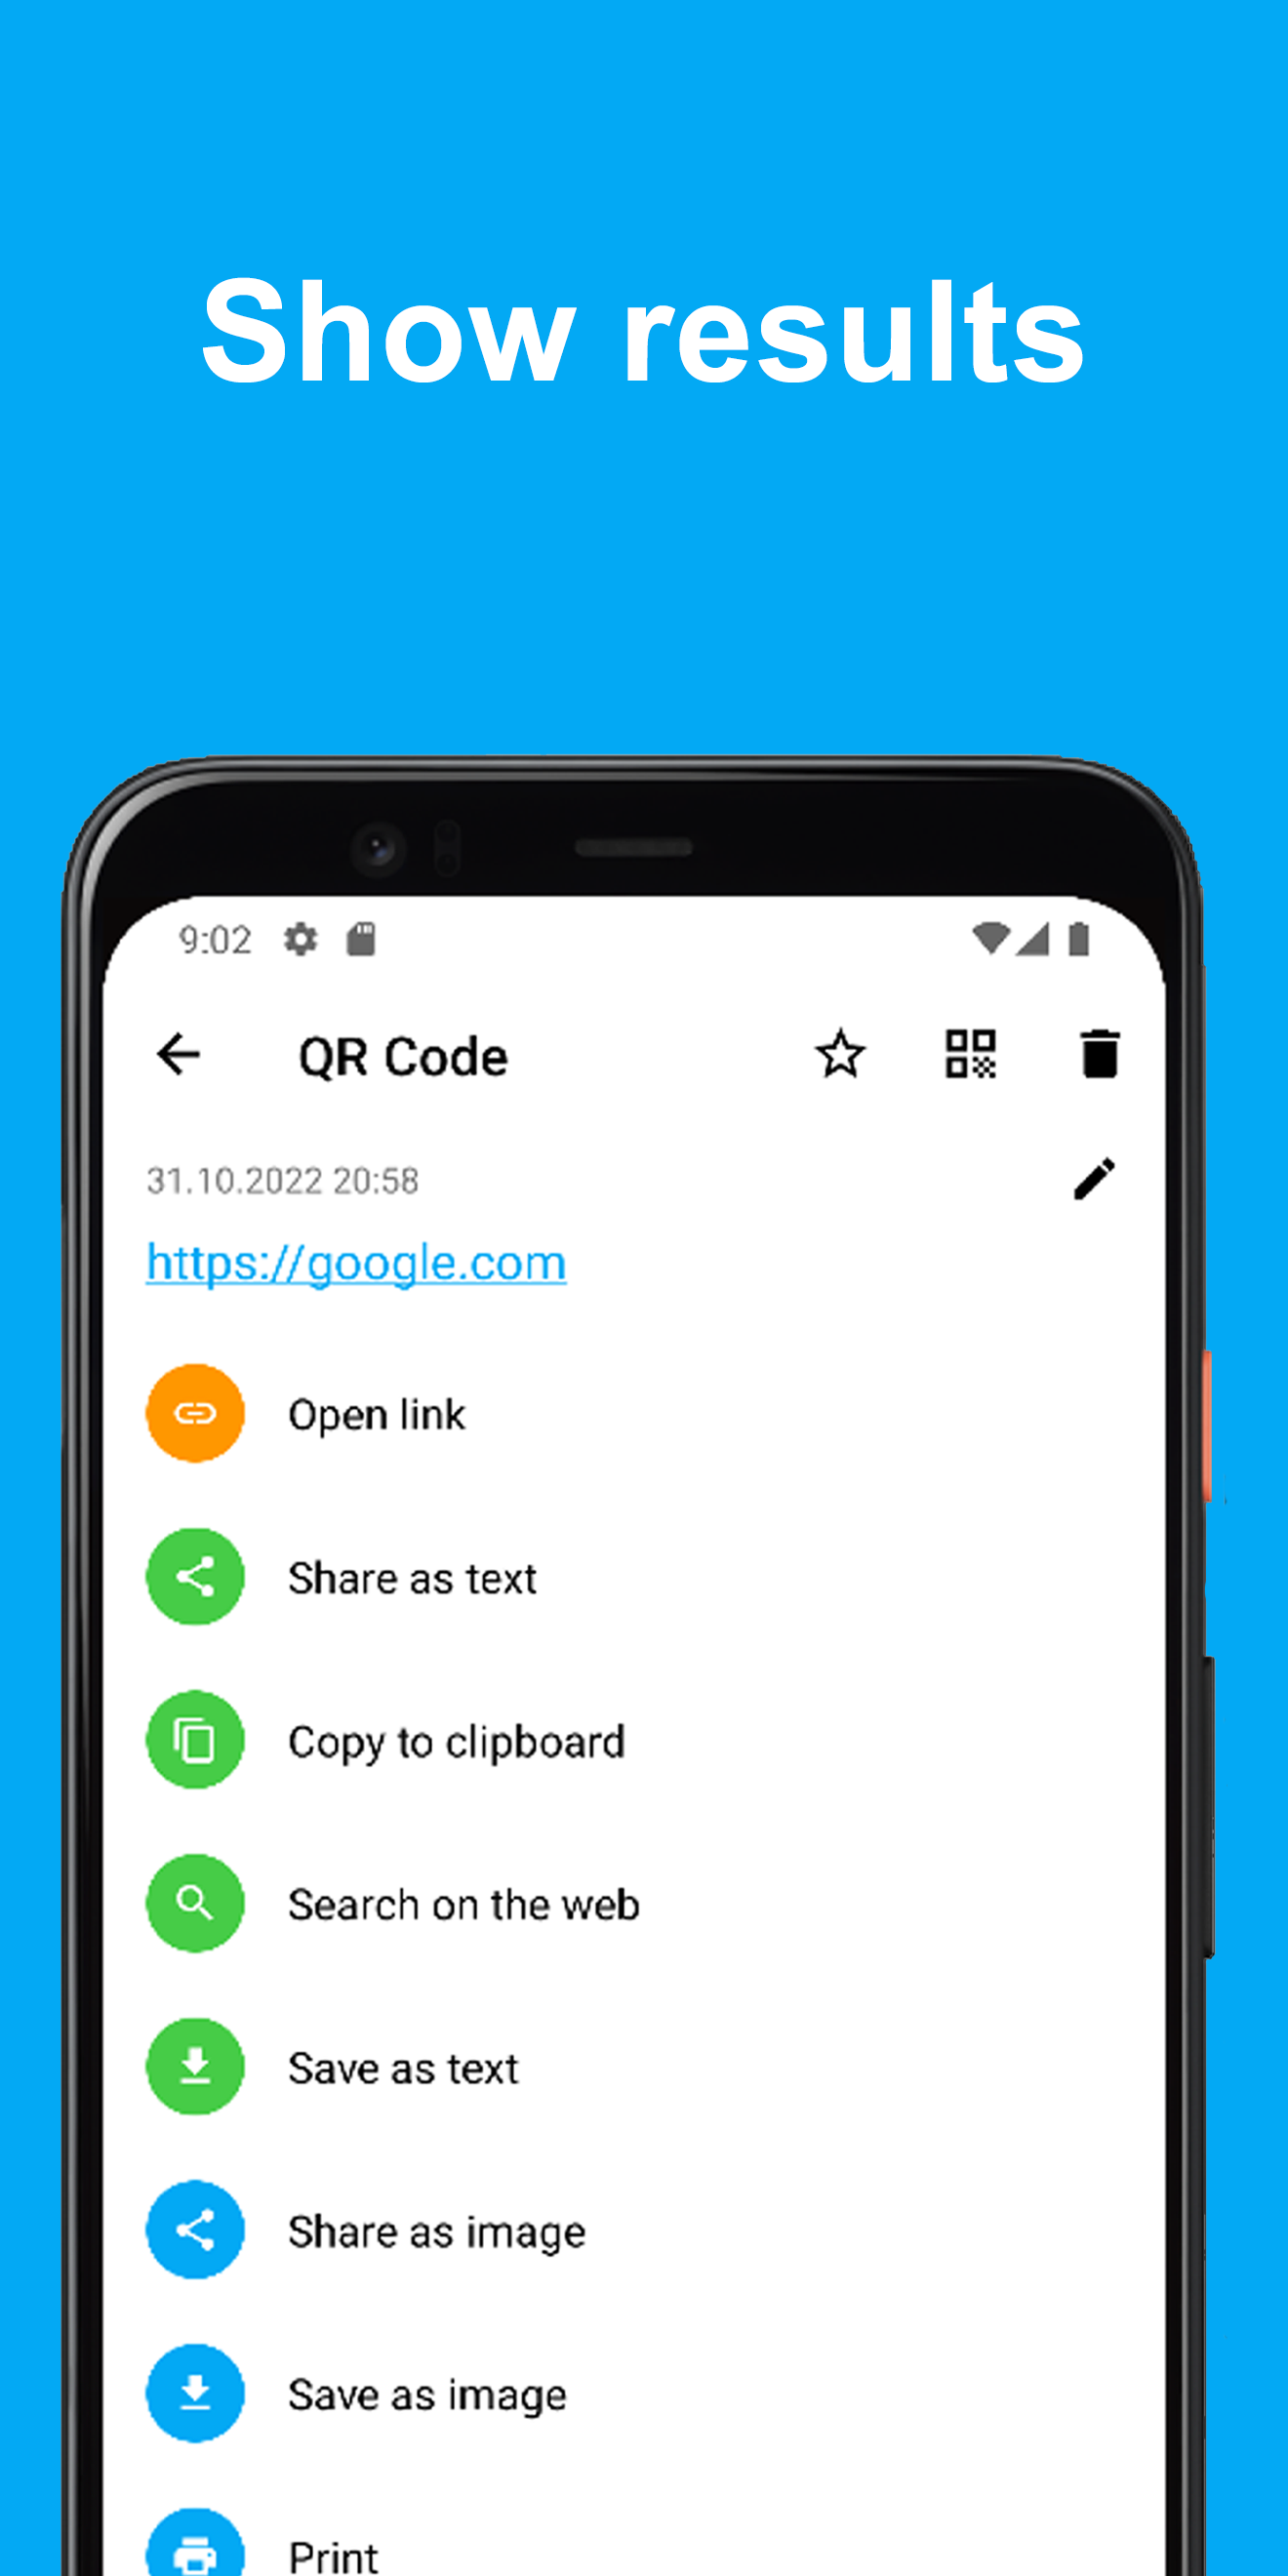 Show results
9:02
QR Code
31.10.2022 20:58
https://google.com
Open link
Share as text
Copy to clipboard
Search on the web
Save as text
Share as image
Save as image
Print